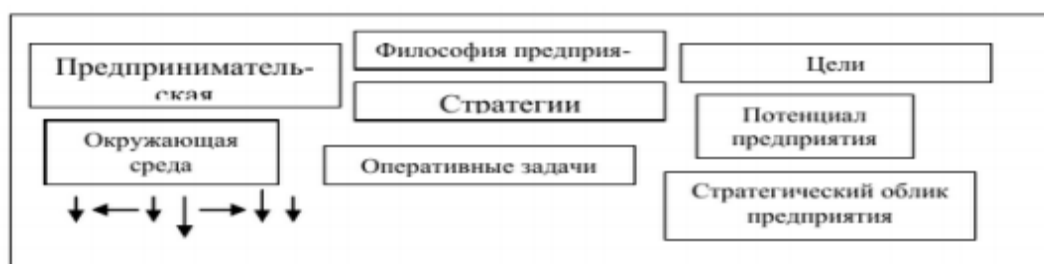 Предприниматель-
ская
Философия предприя-
Стратегии
Цели
Окружающая
среда
Оперативные задачи
Потенциал
предприятия
Стратегический облик
предприятия